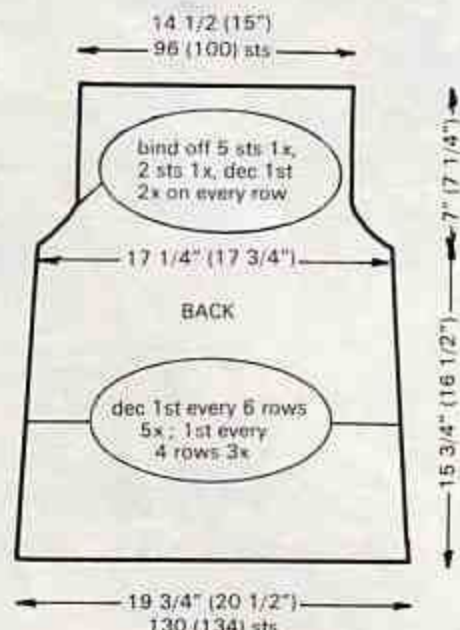 14 1/2 (15")
96 (100) sts
bind off 5 sts 1x,
2 sts 1x, dec 1st
2x on every row
7" (7 1/4")
17 1/4" (17 3/4")
BACK
dec 1st every 6 rows
5x ; 1st every
4 rows 3x
15 3/4" (16 1/2")
19 3/4" (20 1/2")
130 (134) sts